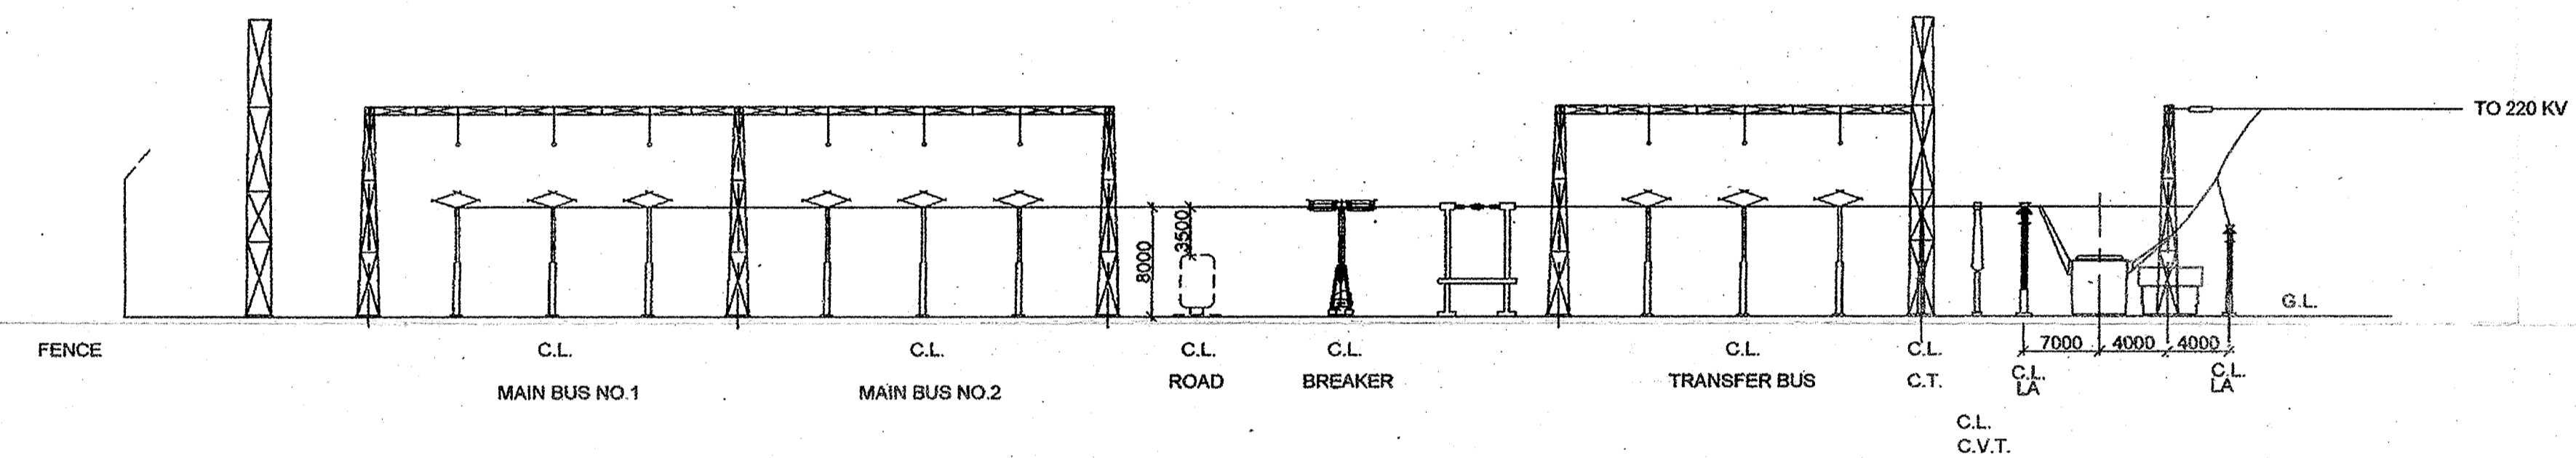 TO 220 KV
3500
8000
G.L.
7000 4000 4000
FENCE
C.L.
MAIN BUS NO.1
C.L.
MAIN BUS NO.2
C.L.
ROAD
C.L.
BREAKER
C.L.
TRANSFER BUS
C.L.
C.T.
C.L.
C.V.T.
C.L.
LA
C.L.
LA